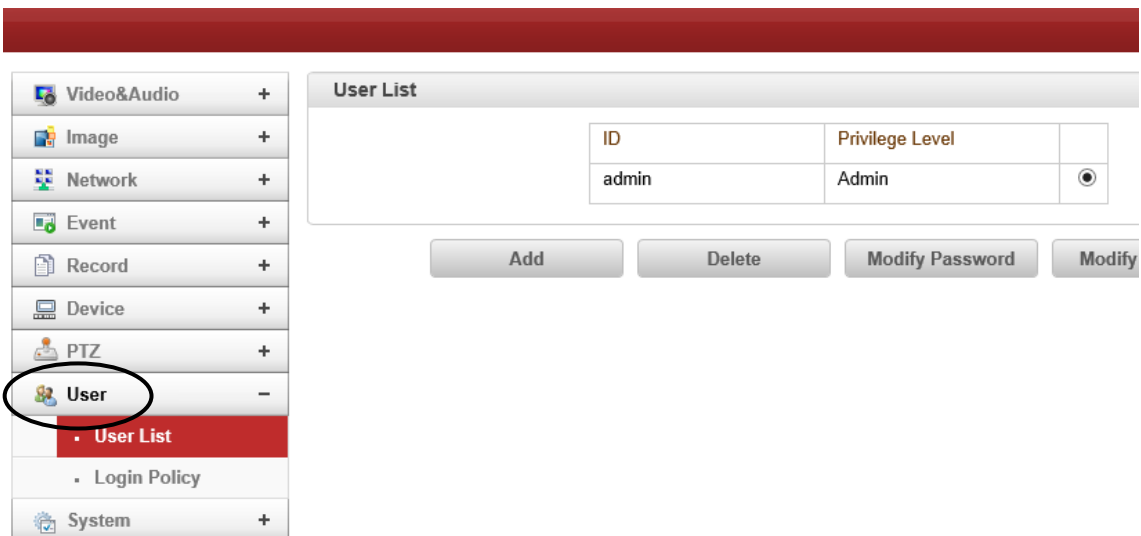 Video&Audio +
Image +
Network +
Event +
Record +
Device +
PTZ +
User −
User List
Login Policy
System +
User List
ID Privilege Level
admin Admin
Add Delete Modify Password Modify